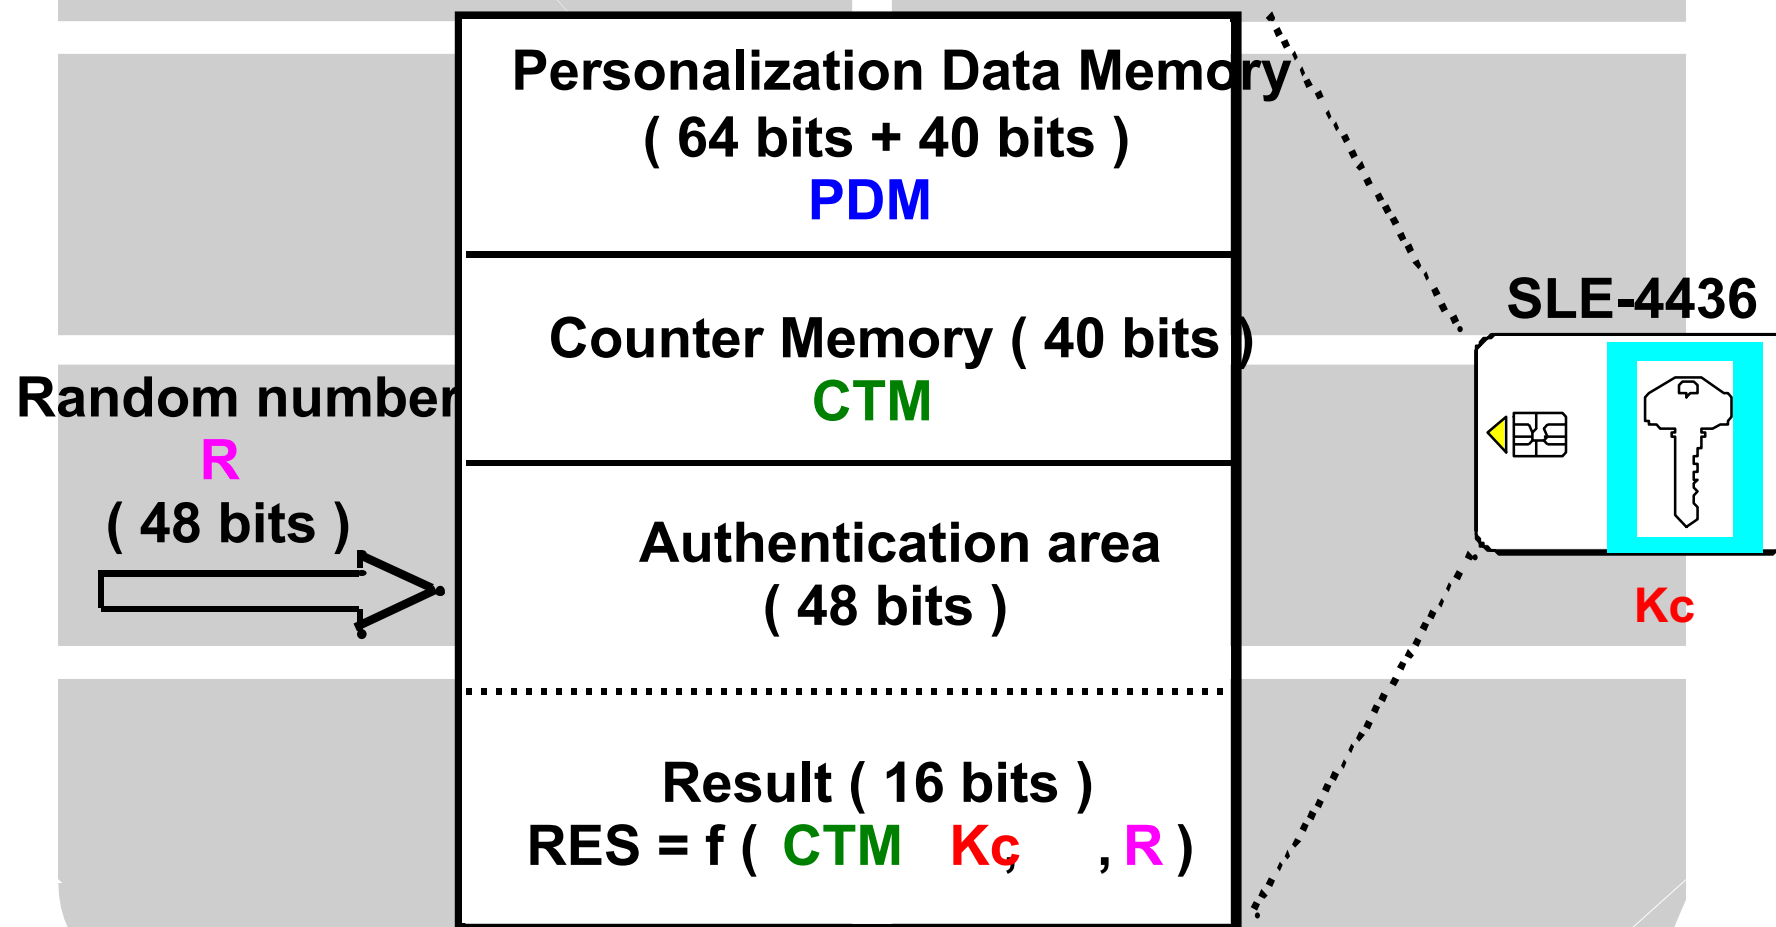 Personalization Data Memory
( 64 bits + 40 bits )
PDM
Counter Memory ( 40 bits )
CTM
Random number
R
( 48 bits )
Authentication area
( 48 bits )
Result ( 16 bits )
RES = f ( CTM Kc, , R )
SLE-4436
Kc